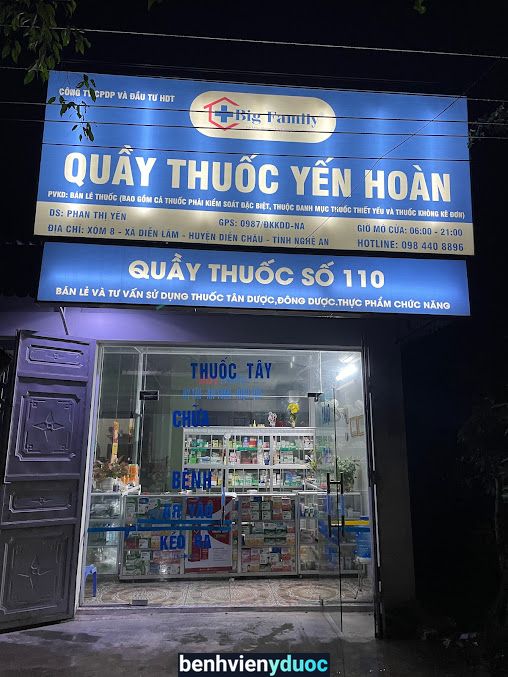 CÔNG TY CPDP VÀ ĐẦU TƯ HDT
Big Family
QUẦY THUỐC YẾN HOÀN
PVKD: BÁN LẺ THUỐC (BAO GỒM CẢ THUỐC PHẢI KIỂM SOÁT ĐẶC BIỆT, THUỘC DANH MỤC THUỐC THIẾT YẾU VÀ THUỐC KHÔNG KÊ ĐƠN)
DS: PHAN THỊ YẾN
GPS: 0987/ĐKKDD-NA
GIỜ MỞ CỬA: 06:00 - 21:00
ĐỊA CHỈ: XÓM 8 - XÃ DIỄN LÂM - HUYỆN DIỄN CHÂU - TỈNH NGHỆ AN
HOTLINE: 098 440 8896
QUẦY THUỐC SỐ 110
BÁN LẺ VÀ TƯ VẤN SỬ DỤNG THUỐC TÂN DƯỢC,ĐÔNG DƯỢC.THỰC PHẨM CHỨC NĂNG
THUỐC TÂY
CHỮA
BỆNH
KÉO RA
benhvienyduoc